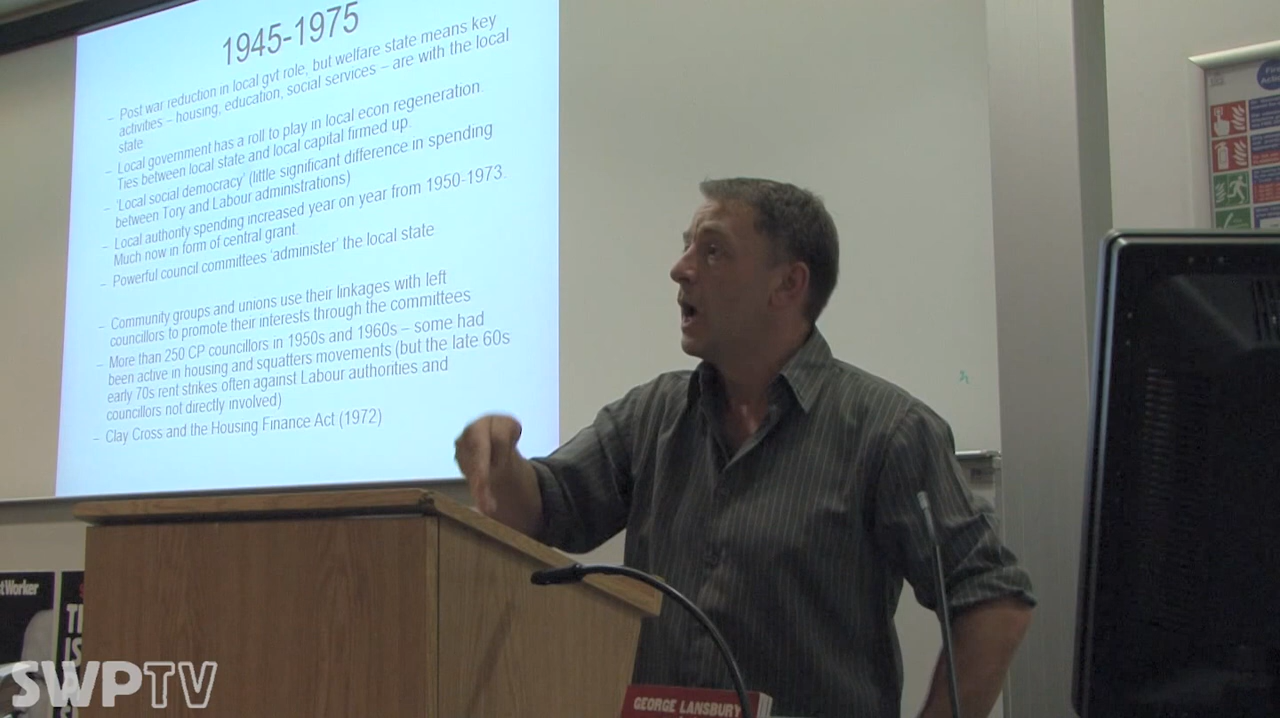 1945-1975
– Post war reduction in local gvt role, but welfare state means key
activities – housing, education, social services – are with the local
state
– Local government has a roll to play in local econ regeneration.
Ties between local state and local capital firmed up.
– ‘Local social democracy’ (little significant difference in spending
between Tory and Labour administrations)
– Local authority spending increased year on year from 1950-1973.
Much now in form of central grant.
– Powerful council committees ‘administer’ the local state
– Community groups and unions use their linkages with left
councillors to promote their interests through the committees
– More than 250 CP councillors in 1950s and 1960s – some had
been active in housing and squatters movements (but the late 60s
early 70s rent strikes often against Labour authorities and
councillors not directly involved)
– Clay Cross and the Housing Finance Act (1972)
tWorker
SWPTV
GEORGE LANSBURY